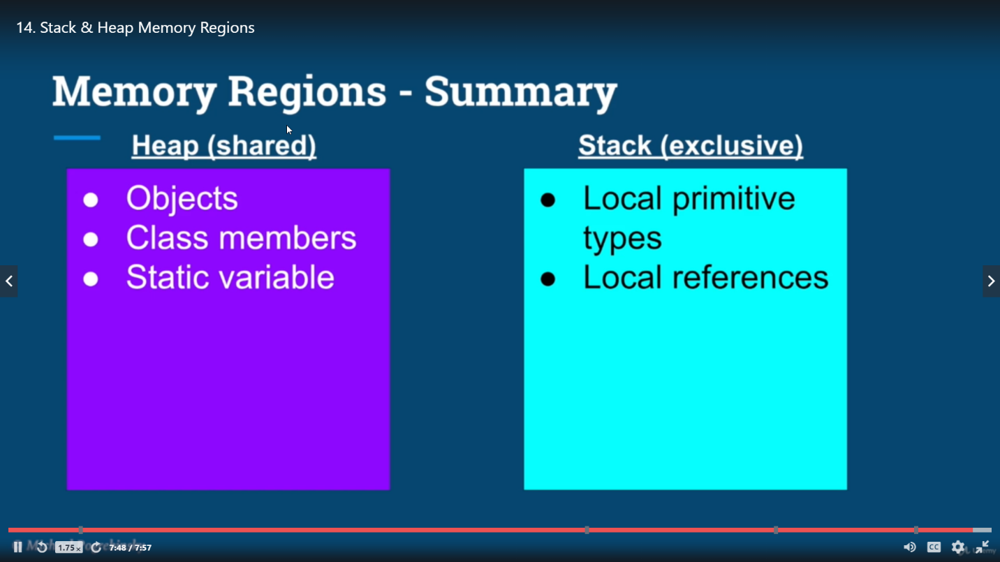 14. Stack & Heap Memory Regions
Memory Regions - Summary
Heap (shared)
Objects
Class members
Static variable
Stack (exclusive)
Local primitive
types
Local references
1.75x
7:48 / 7:57
CC